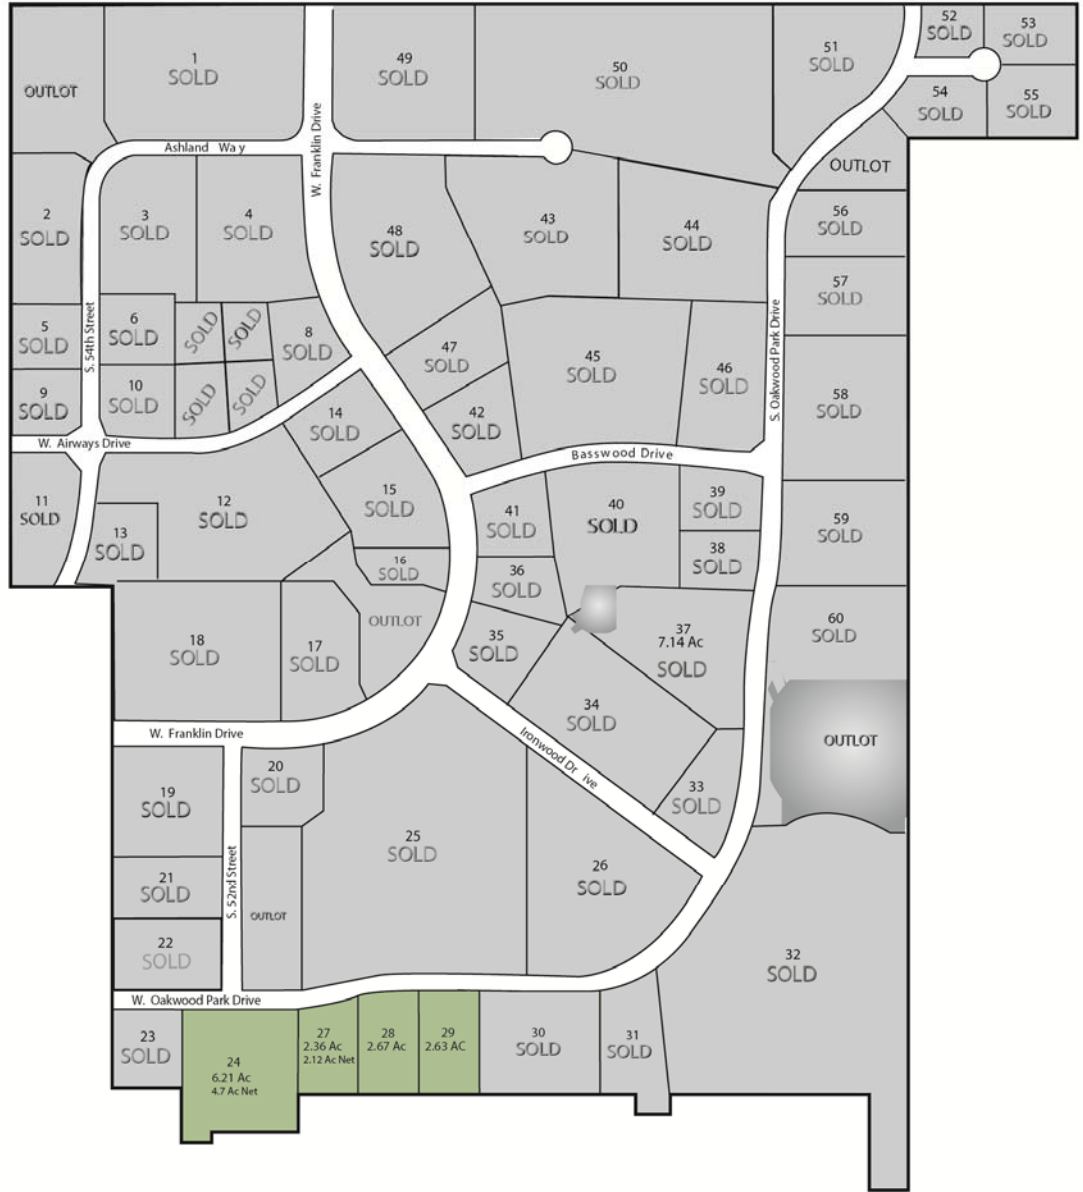 52
SOLD
53
SOLD
1
SOLD
49
SOLD
50
SOLD
51
SOLD
OUTLOT
54
SOLD
55
SOLD
W. Franklin Drive
Ashland Wa y
OUTLOT
2
SOLD
3
SOLD
4
SOLD
48
SOLD
43
SOLD
44
SOLD
56
SOLD
57
SOLD
S. 54th Street
S. Oakwood Park Drive
5
SOLD
6
SOLD
SOLD
SOLD
8
SOLD
47
SOLD
45
SOLD
46
SOLD
58
SOLD
9
SOLD
10
SOLD
SOLD
SOLD
14
SOLD
42
SOLD
W. Airways Drive
Basswood Drive
11
SOLD
12
SOLD
13
SOLD
15
SOLD
41
SOLD
40
SOLD
39
SOLD
38
SOLD
59
SOLD
16
SOLD
36
SOLD
OUTLOT
18
SOLD
17
SOLD
35
SOLD
37
7.14 Ac
SOLD
60
SOLD
34
SOLD
W. Franklin Drive
Ironwood Dr ive
OUTLOT
19
SOLD
20
SOLD
33
SOLD
25
SOLD
26
SOLD
21
SOLD
S. 52nd Street
OUTLOT
22
SOLD
32
SOLD
W. Oakwood Park Drive
23
SOLD
24
6.21 Ac
4.7 Ac Net
27
2.36 Ac
2.12 Ac Net
28
2.67 Ac
29
2.63 AC
30
SOLD
31
SOLD